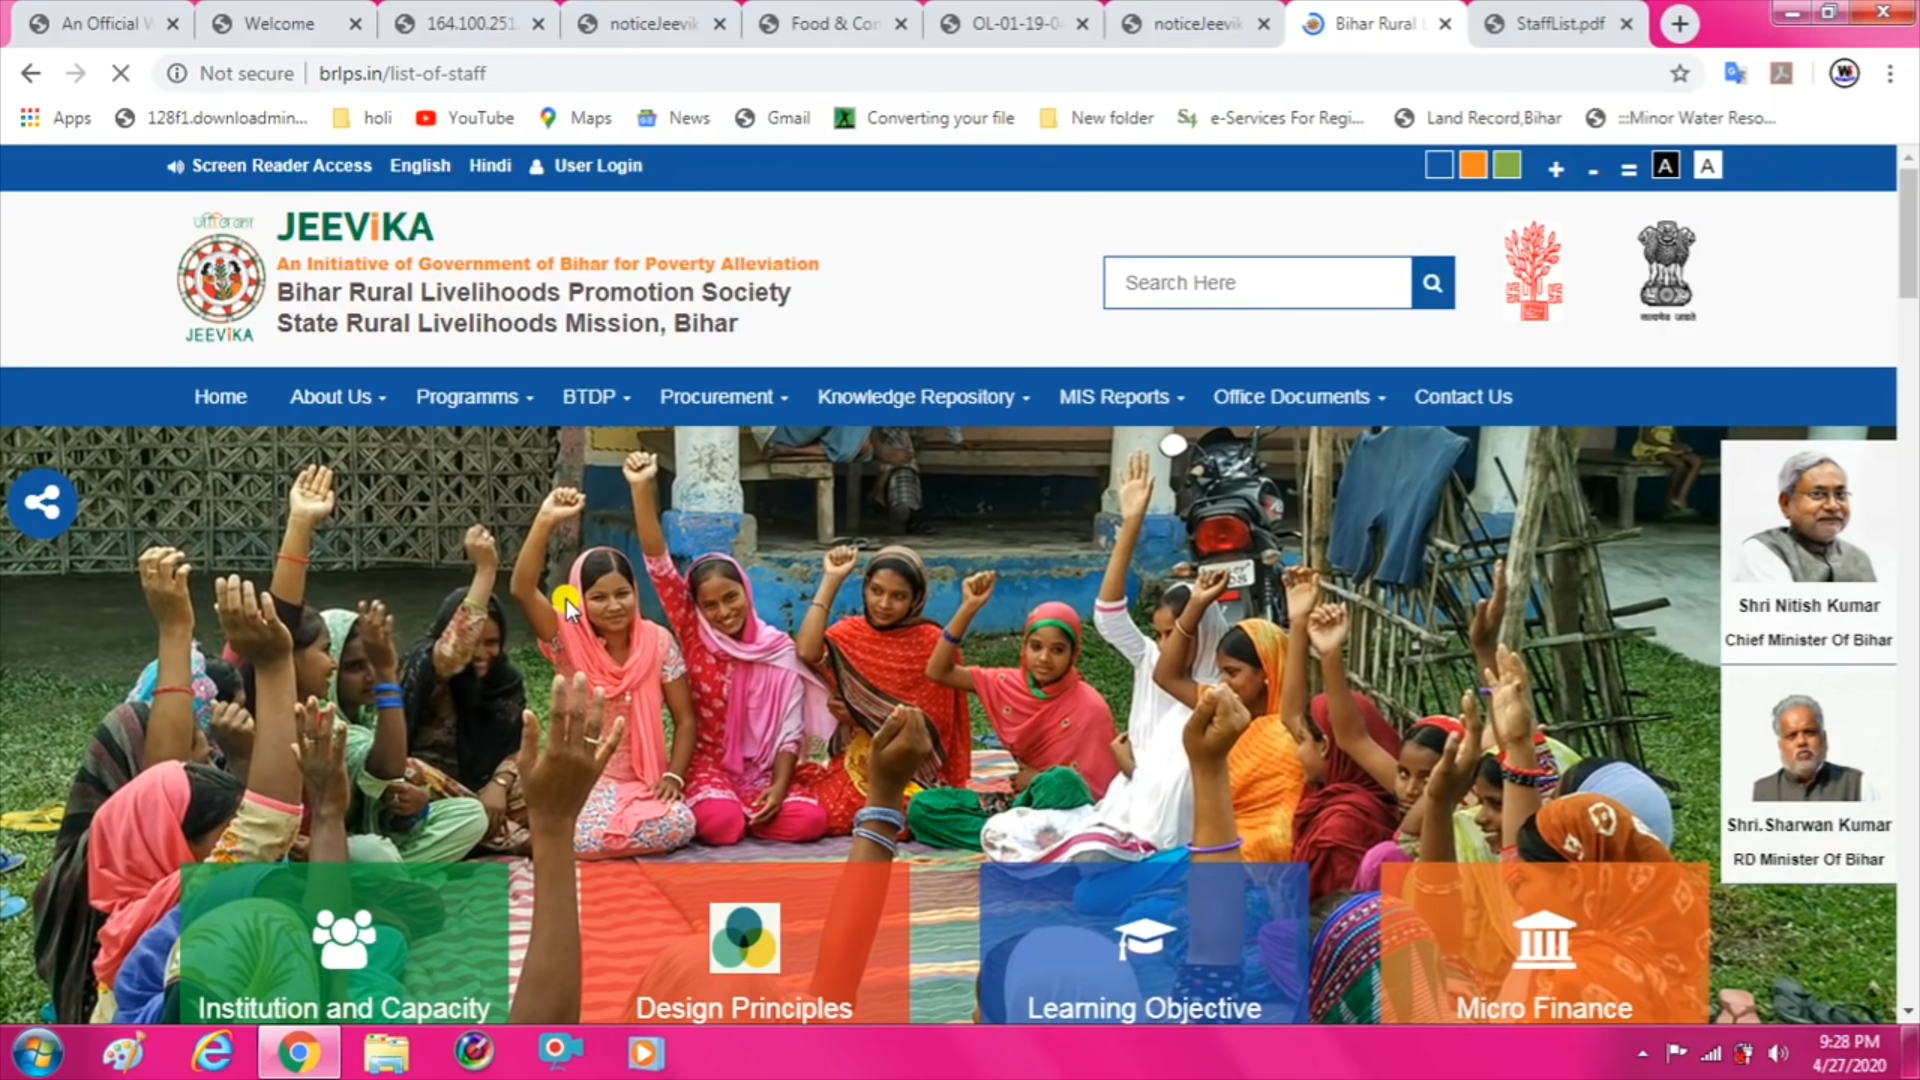 An Official W
Welcome
164.100.251.
noticeJeevik
Food & Con
OL-01-19-04
noticeJeevik
Bihar Rural L
StaffList.pdf
Not secure
brlps.in/list-of-staff
Apps
128f1.downloadmin...
holi
YouTube
Maps
News
Gmail
Converting your file
New folder
e-Services For Regi...
Land Record,Bihar
:::Minor Water Reso...
Screen Reader Access
English
Hindi
User Login
+
-
=
A
A
जीविका
JEEViKA
JEEViKA
An Initiative of Government of Bihar for Poverty Alleviation
Bihar Rural Livelihoods Promotion Society
State Rural Livelihoods Mission, Bihar
Search Here
सत्यमेव जयते
Home
About Us
Programms
BTDP
Procurement
Knowledge Repository
MIS Reports
Office Documents
Contact Us
Shri Nitish Kumar
Chief Minister Of Bihar
Shri.Sharwan Kumar
RD Minister Of Bihar
Institution and Capacity
Design Principles
Learning Objective
Micro Finance
9:28 PM
4/27/2020